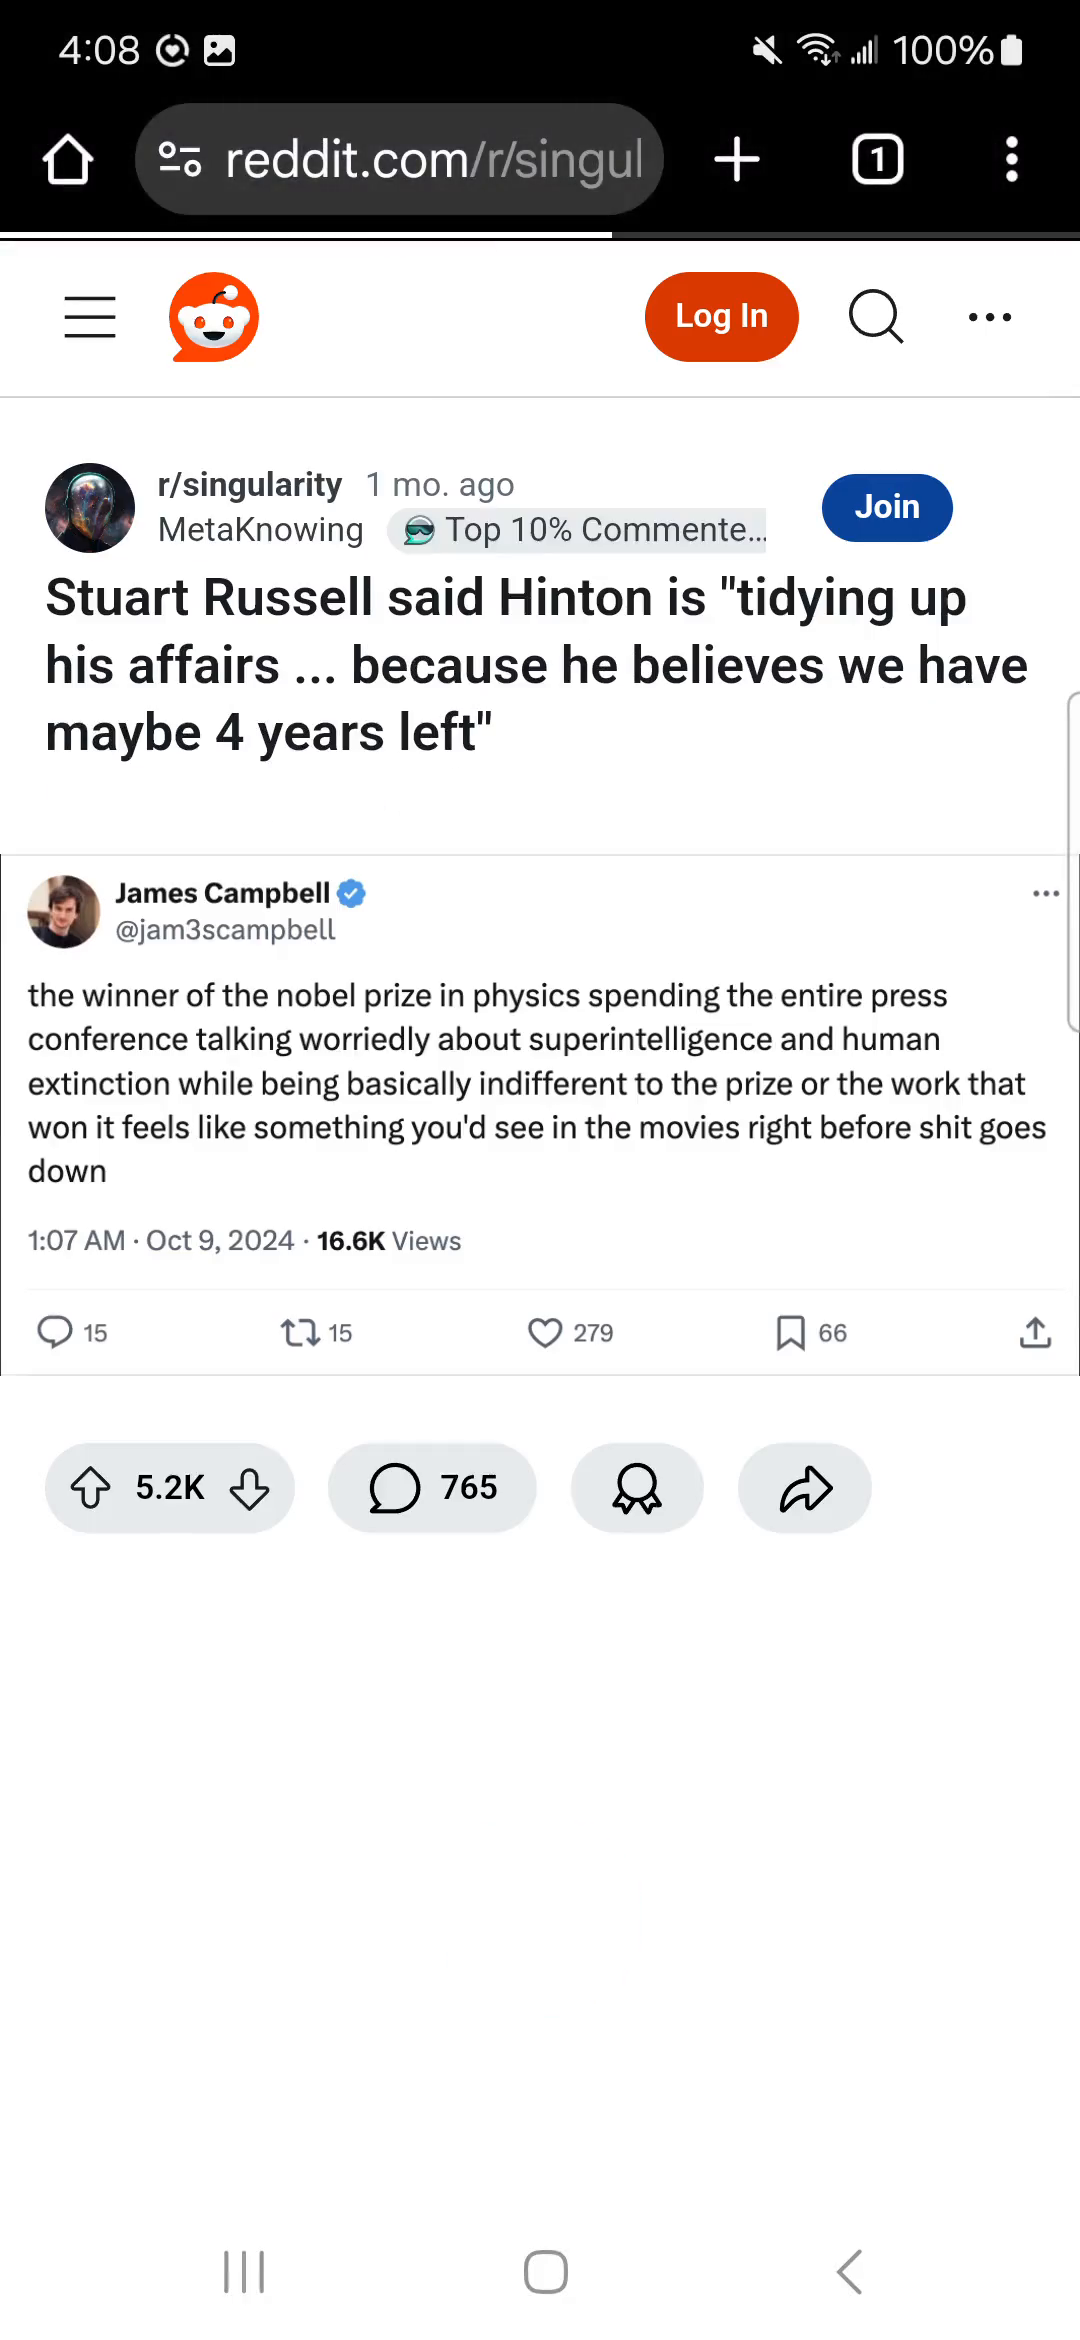 4:08
100%
reddit.com/r/singul
1
Log In
r/singularity 1 mo. ago
MetaKnowing Top 10% Commente...
Join
Stuart Russell said Hinton is "tidying up
his affairs ... because he believes we have
maybe 4 years left"
James Campbell
@jam3scampbell
the winner of the nobel prize in physics spending the entire press
conference talking worriedly about superintelligence and human
extinction while being basically indifferent to the prize or the work that
won it feels like something you'd see in the movies right before shit goes
down
1:07 AM · Oct 9, 2024 · 16.6K Views
15 15 279 66
5.2K 765